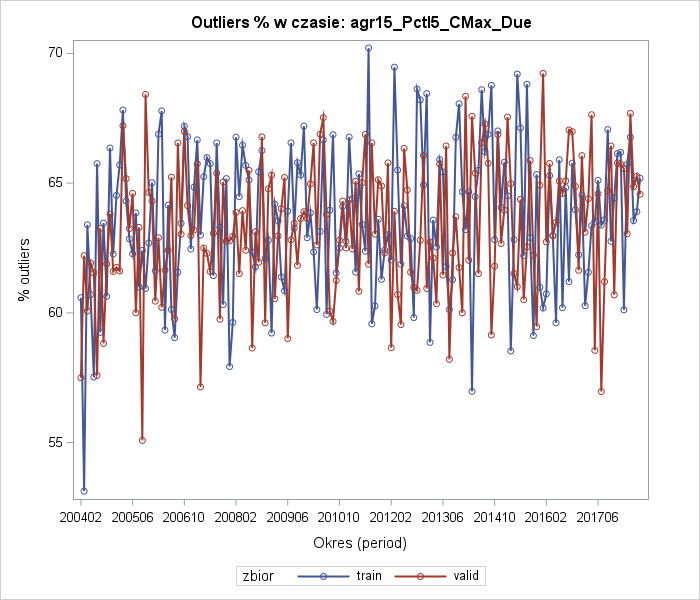 Outliers % w czasie: agr15_Pctl5_CMax_Due
% outliers
70
65
60
55
200402 200506 200610 200802 200906 201010 201202 201306 201410 201602 201706
Okres (period)
zbior train valid